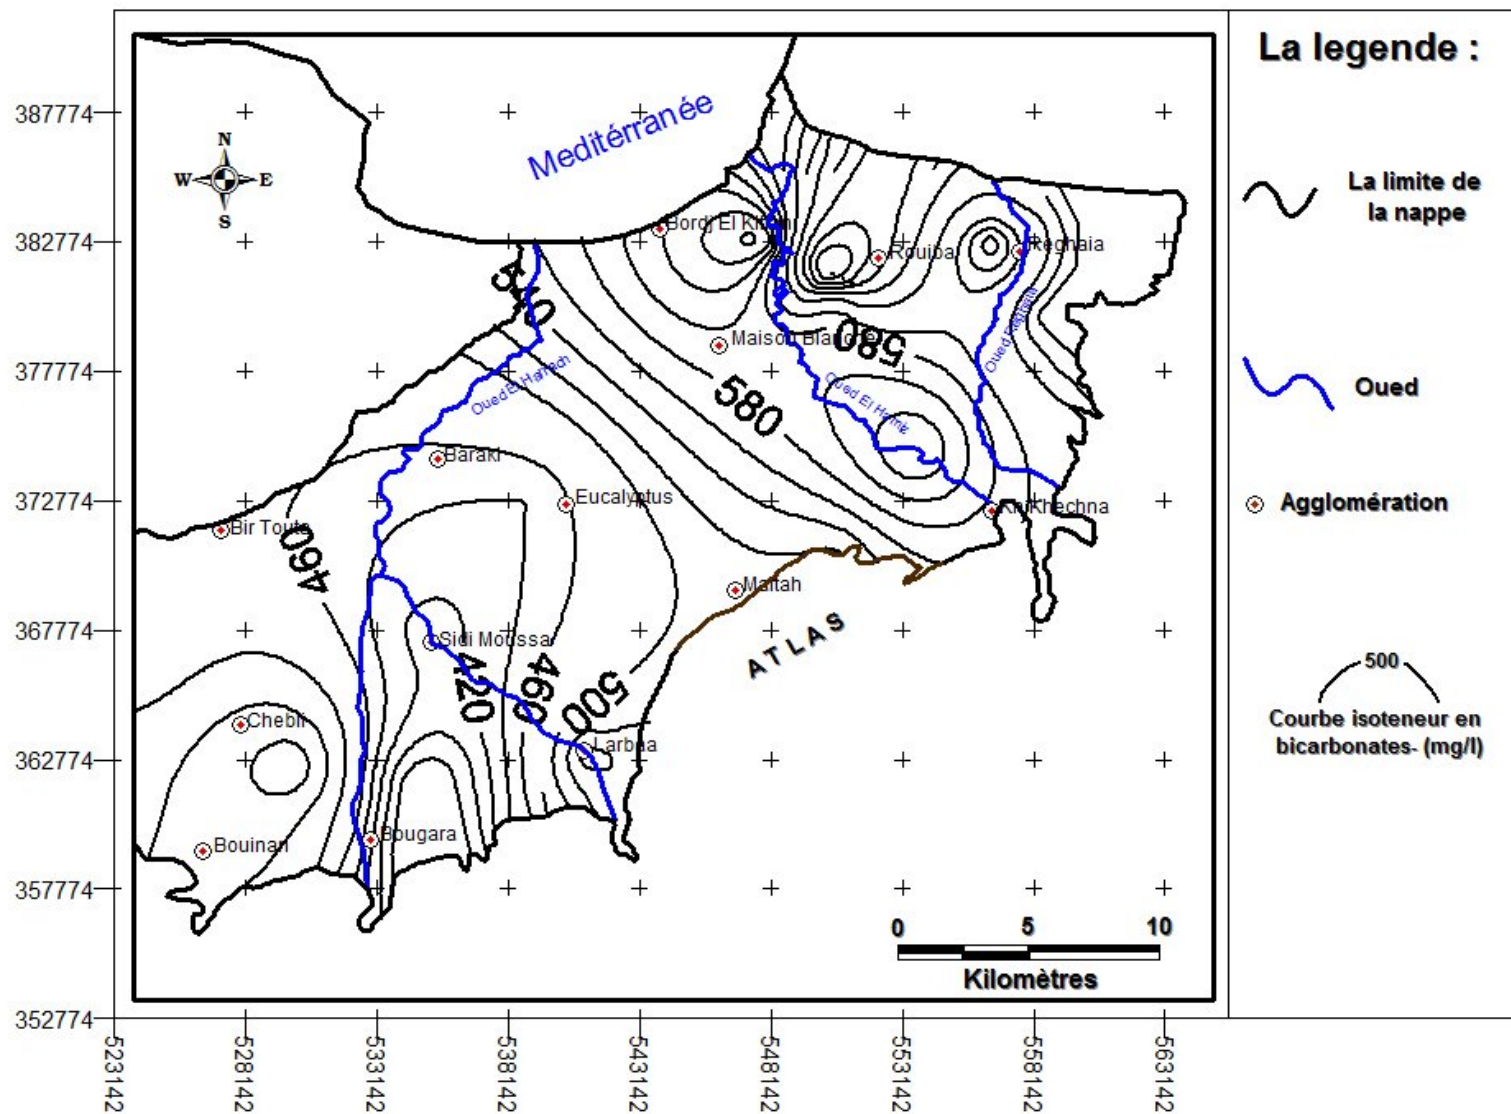 La legende :
387774
382774
377774
372774
367774
362774
357774
352774
523142
528142
533142
538142
543142
548142
553142
558142
563142
N
W E
S
Meditérranée
Bordj El Kiffan
Rouiba
Reghaia
Maison Blanche
540
580
580
Oued Reghaia
Oued El Harrach
Oued El Hamiz
Baraki
Eucalyptus
Bir Touta
Khechna
460
Maftah
ATLAS
Sidi Moussa
420
460
500
Chebli
Larbaa
Bougara
Bouinan
0 5 10
Kilomètres
La limite de
la nappe
Oued
Agglomération
500
Courbe isoteneur en
bicarbonates- (mg/l)